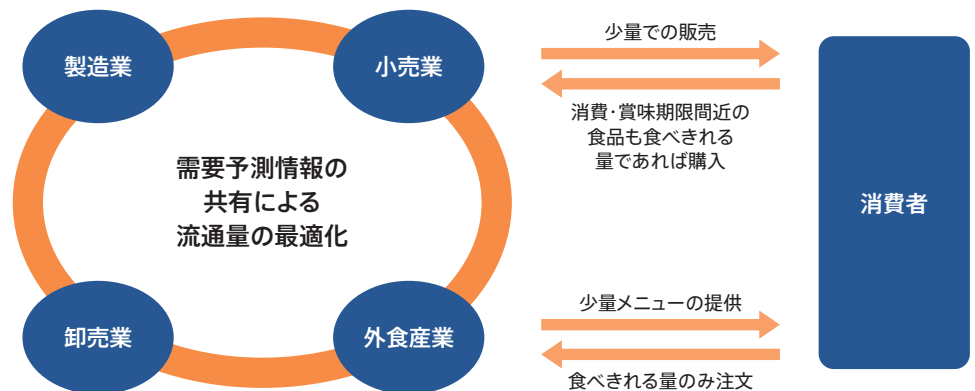 製造業
小売業
少量での販売
消費・賞味期限間近の
食品も食べきれる
量であれば購入
需要予測情報の
共有による
流通量の最適化
消費者
卸売業
外食産業
少量メニューの提供
食べきれる量のみ注文